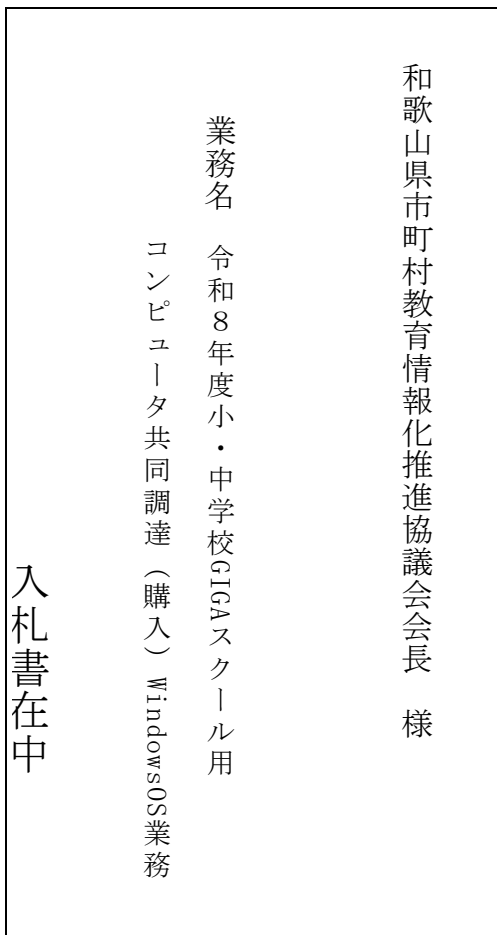 和歌山県市町村教育情報化推進協議会会長　様
業務名　令和８年度小・中学校GIGAスクール用
コンピュータ共同調達（購入）WindowsOS業務
入札書在中